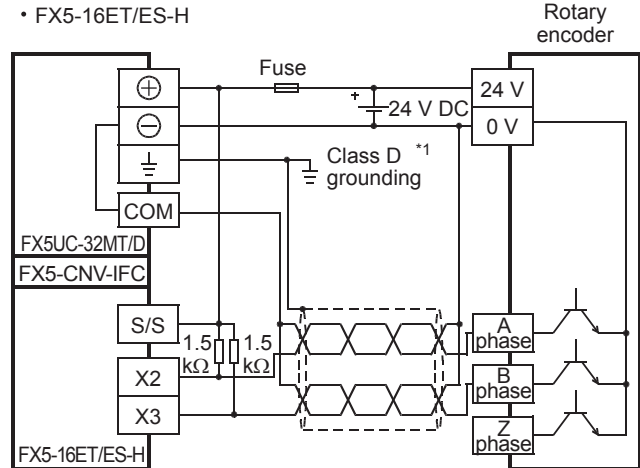 • FX5-16ET/ES-H
Rotary
encoder
Fuse
24 V
+
24 V DC
0 V
Class D *1
grounding
COM
FX5UC-32MT/D
FX5-CNV-IFC
S/S
1.5
kΩ
1.5
kΩ
A
phase
X2
B
phase
X3
Z
phase
FX5-16ET/ES-H